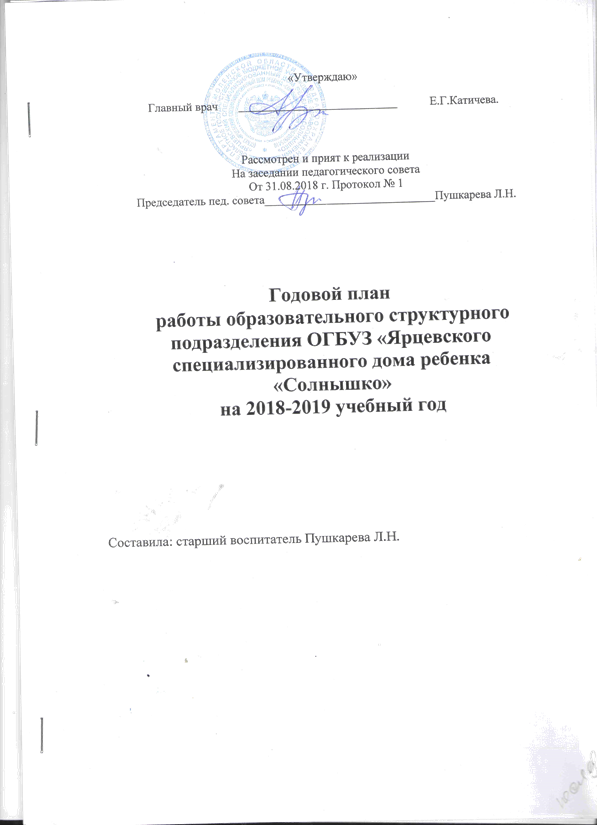 «Утверждаю»
Главный врач ____________________________ Е.Г.Катичева.
Рассмотрен и прият к реализации
На заседании педагогического совета
От 31.08.2018 г. Протокол № 1
Председатель пед. совета______________________________Пушкарева Л.Н.
Годовой план
работы образовательного структурного
подразделения ОГБУЗ «Ярцевского
специализированного дома ребенка
«Солнышко»
на 2018-2019 учебный год
Составила: старший воспитатель Пушкарева Л.Н.